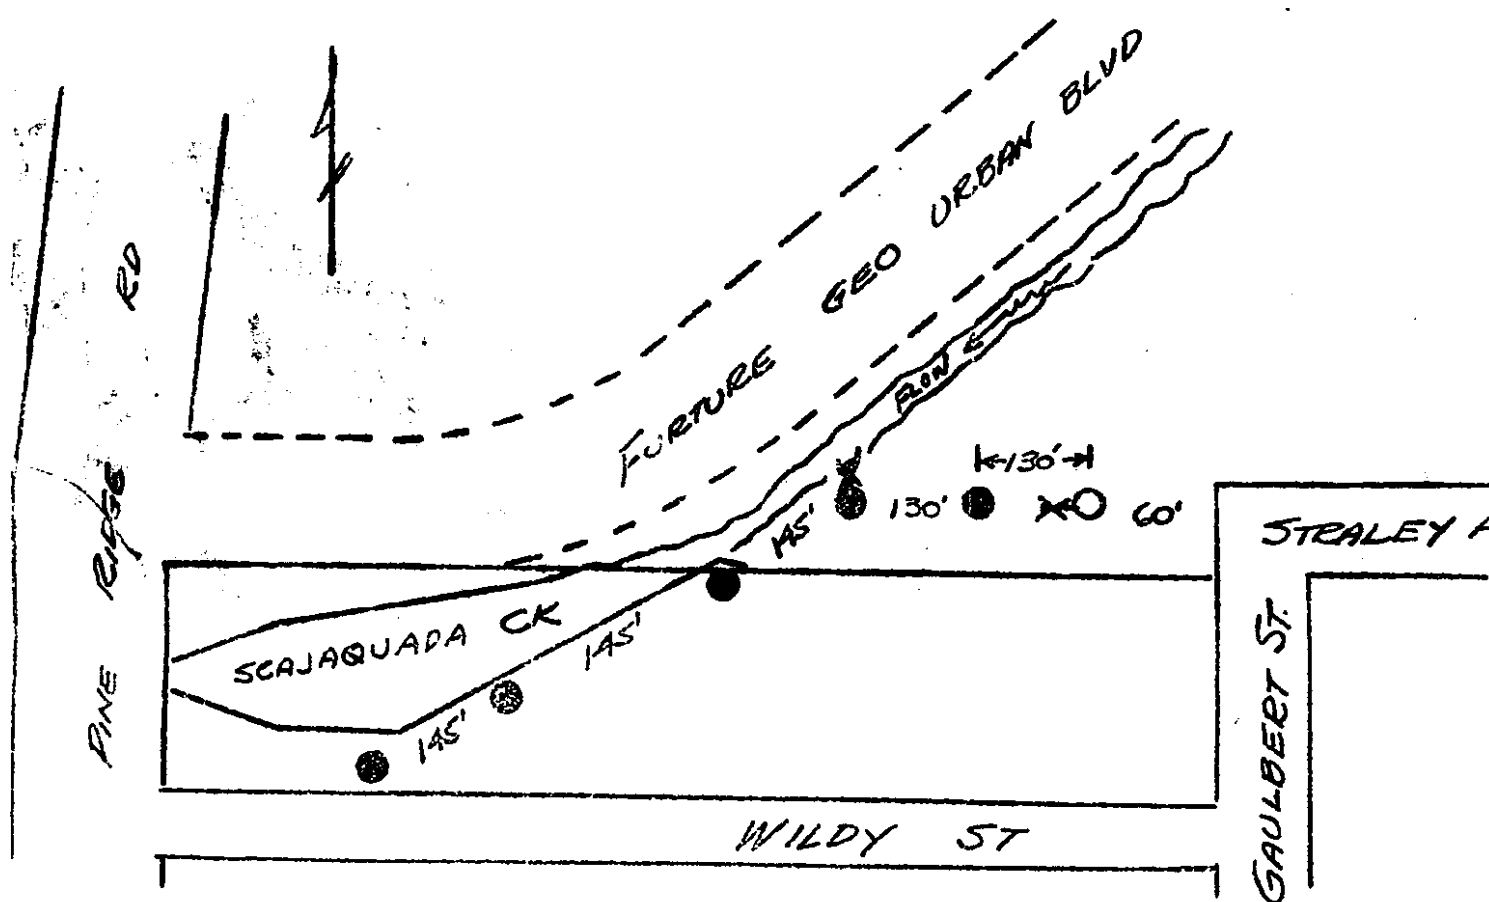 FURTURE GEO URBAN BLVD
PINE RIDGE RD
FLOW
130'
145'
130'
60'
STRALEY A
SCAJAQUADA CK
145'
145'
GAULBERT ST.
WILDY ST